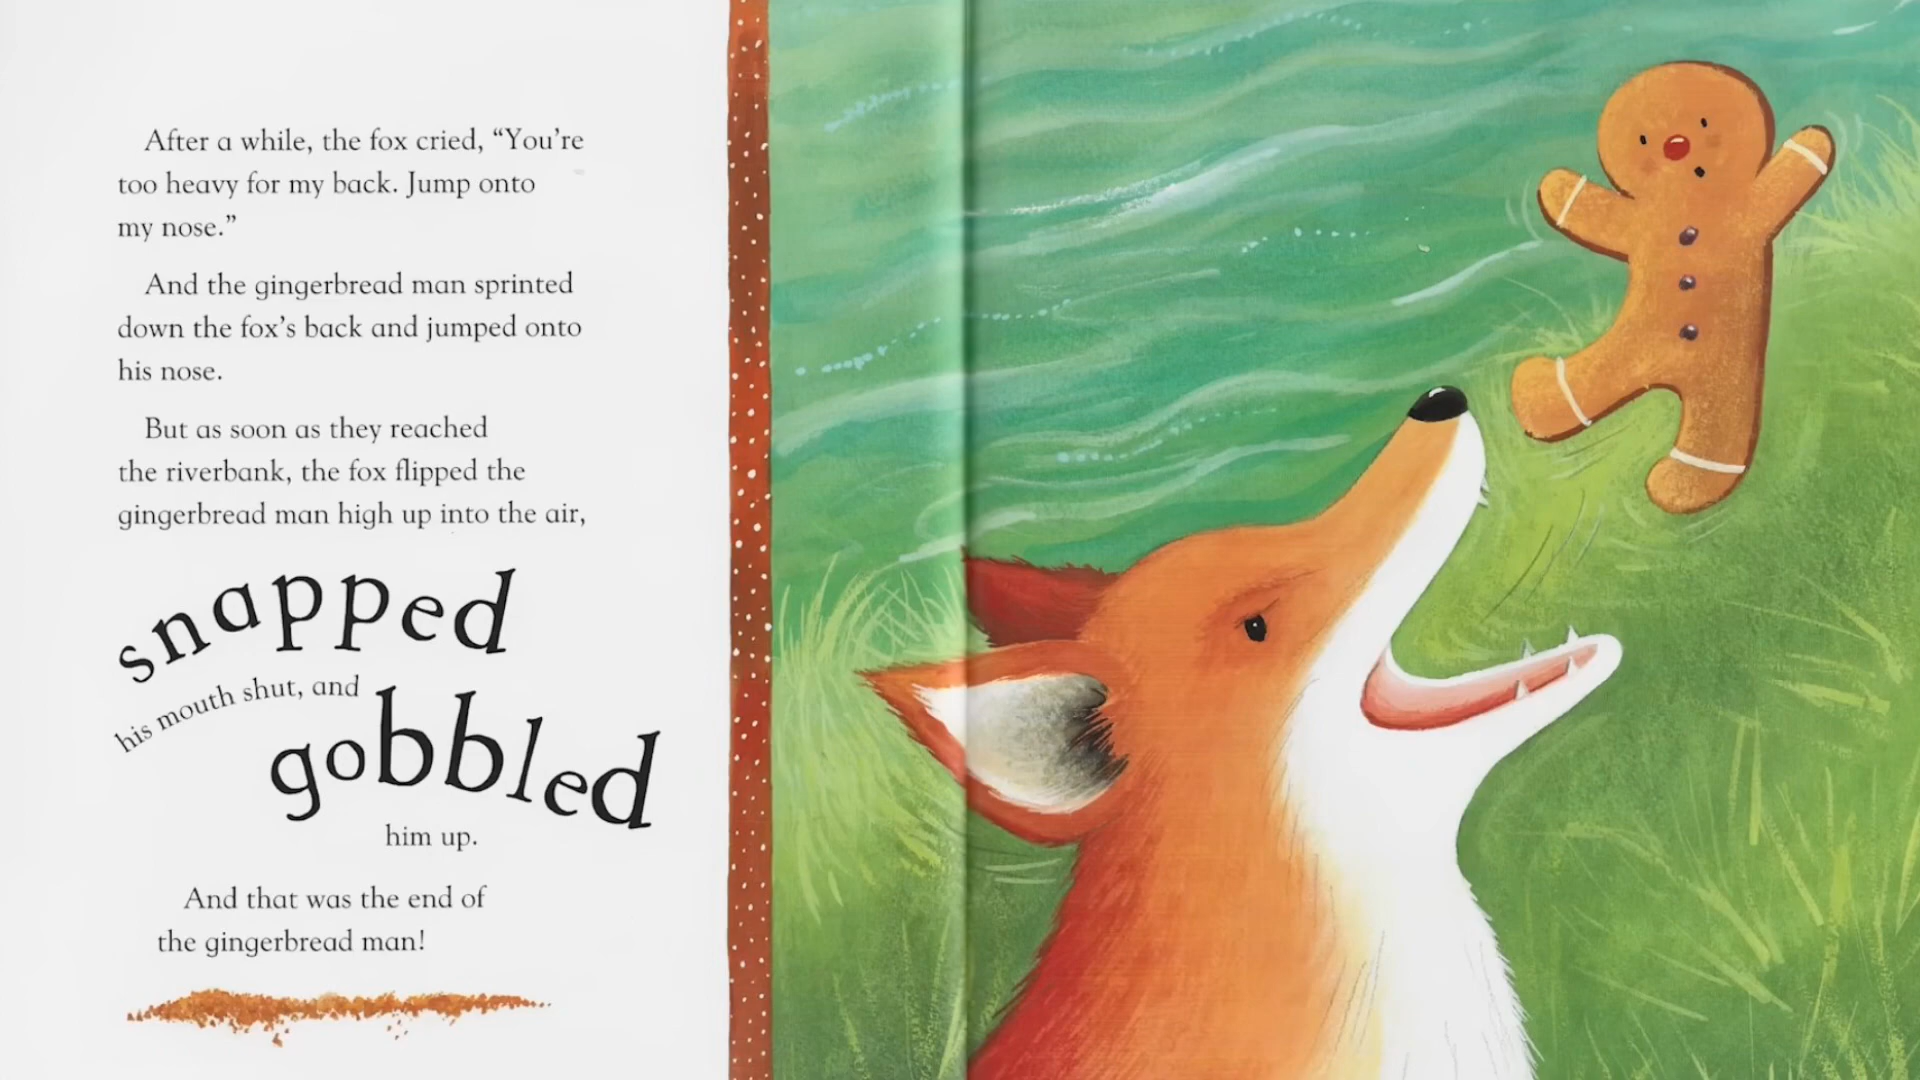 After a while, the fox cried, “You’re
too heavy for my back. Jump onto
my nose.”
And the gingerbread man sprinted
down the fox’s back and jumped onto
his nose.
But as soon as they reached
the riverbank, the fox flipped the
gingerbread man high up into the air,
snapped
his mouth shut, and
gobbled
him up.
And that was the end of
the gingerbread man!